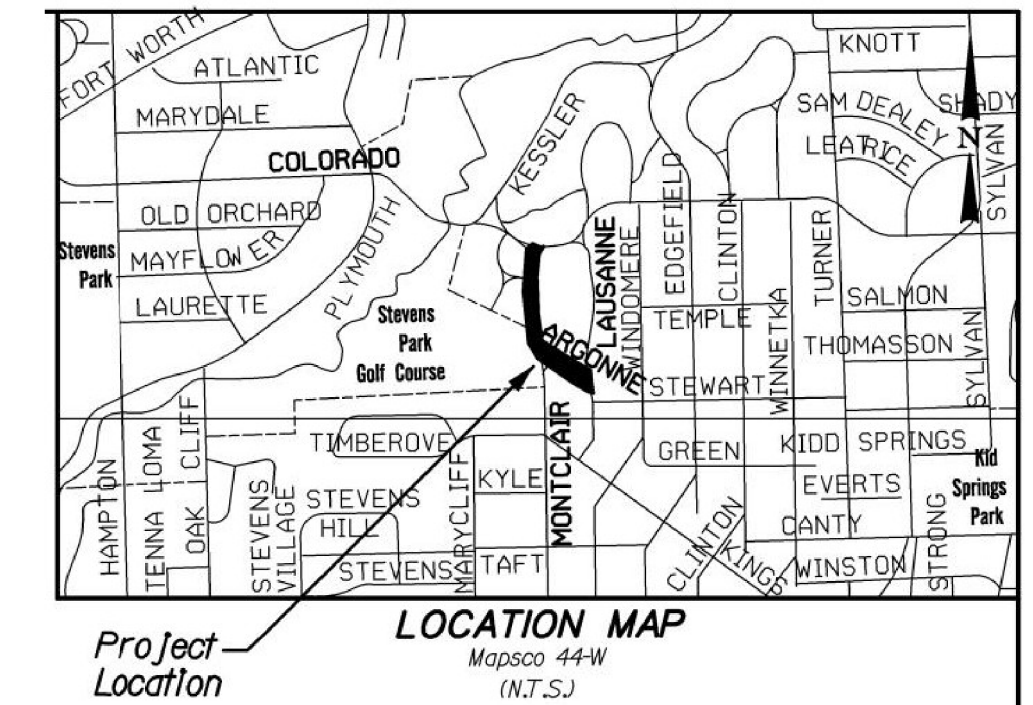 FORT WORTH
ATLANTIC
KNOTT
MARYDALE
KESSLER
SAM DEALEY
SHADY
COLORADO
LEATRICE
N
SYLVAN
OLD ORCHARD
PLYMOUTH
EDGEFIELD
CLINTON
TURNER
Stevens
Park
MAYFLOWER
LAUSANNE
WINDOMERE
LAURETTE
Stevens
Park
Golf Course
ARGONNE
TEMPLE
WINNETKA
SALMON
THOMASSON
SYLVAN
STEWART
OAK CLIFF
TIMBEROVE
MONTCLAIR
GREEN
KIDD SPRINGS
HAMPTON
TENNA LOMA
STEVENS
VILLAGE
STEVENS
HILL
MARYCLIFF
KYLE
EVERTS
Kid
Springs
Park
CLINTON
CANTY
STRONG
STEVENS
TAFT
KINGS
WINSTON
LOCATION MAP
Mapsco 44-W
(N.T.S.)
Project
Location